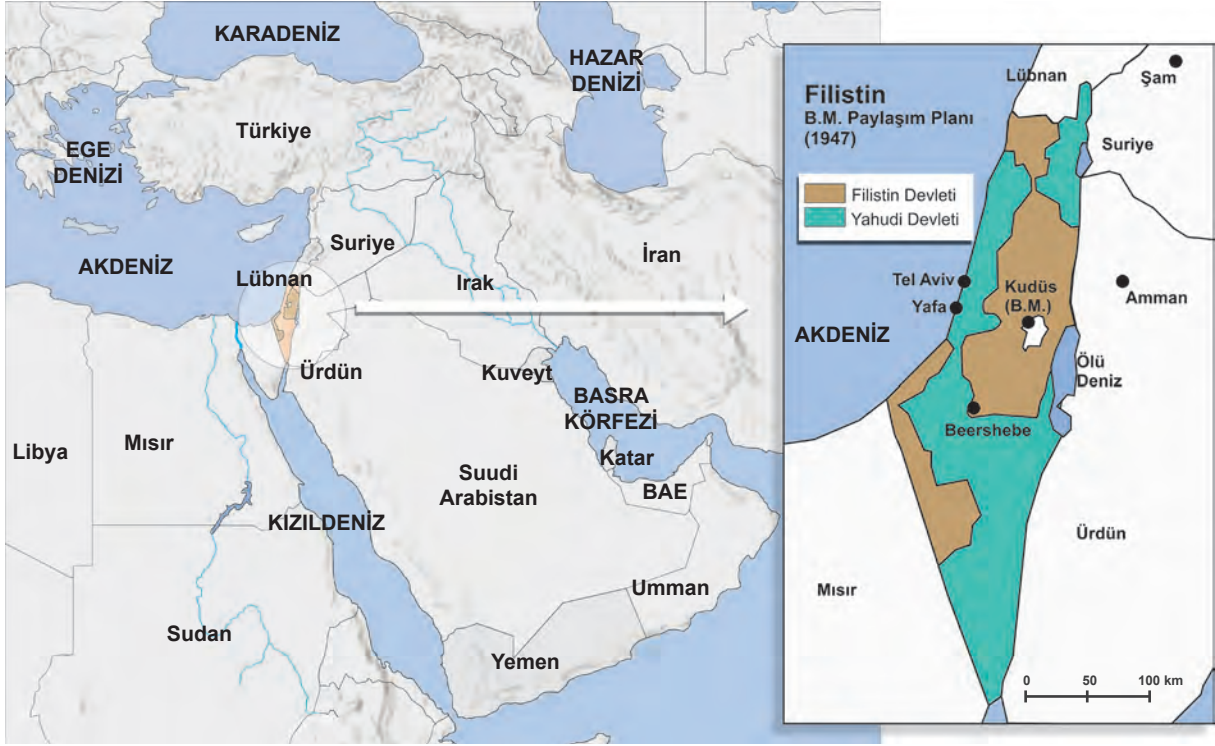 KARADENİZ
HAZAR
DENİZİ
Türkiye
EGE
DENİZİ
Suriye
İran
AKDENİZ
Lübnan
Irak
Ürdün
Kuveyt
BASRA
KÖRFEZİ
Libya
Mısır
Katar
Suudi
Arabistan
BAE
KIZILDENİZ
Umman
Sudan
Yemen
Lübnan
Şam
Filistin
B.M. Paylaşım Planı
(1947)
Suriye
Filistin Devleti
Yahudi Devleti
Tel Aviv
Kudüs
(B.M.)
Yafa
Amman
AKDENİZ
Ölü
Deniz
Beershebe
Ürdün
Mısır
0 50 100 km